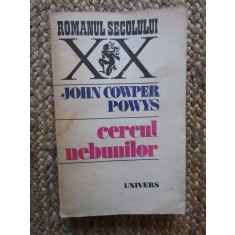 ROMANUL SECOLULUI
XX
JOHN COWPER
POWYS
cercul
nebunilor
UNIVERS